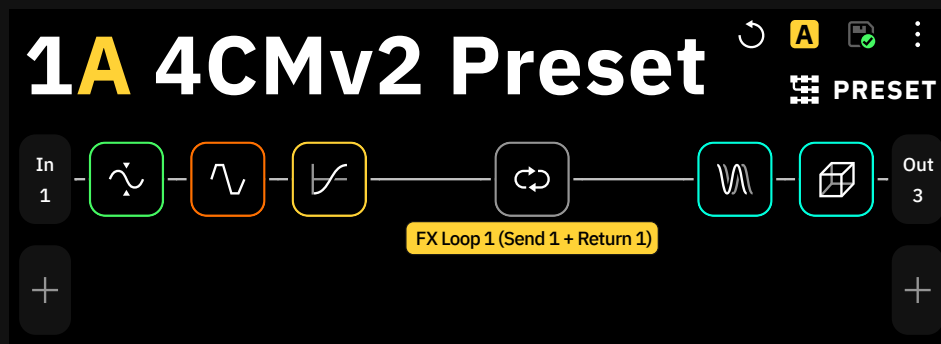 1A 4CMv2 Preset
A
PRESET
In
1
Out
3
FX Loop 1 (Send 1 + Return 1)